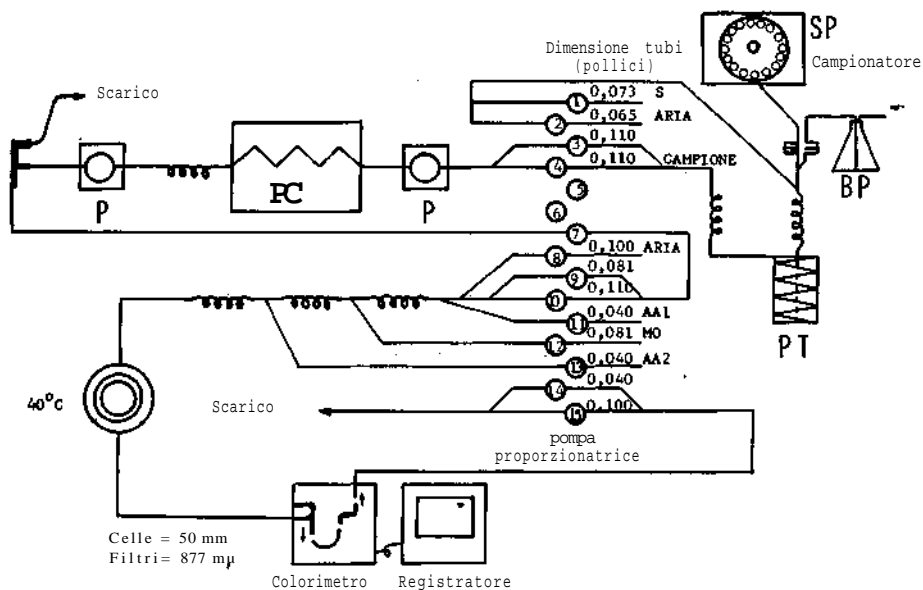 SP
Campionatore
Dimensione tubi
(pollici)
Scarico
1 0,073 S
2 0,065 ARIA
3 0,110
4 0,110 CAMPIONE
5
6
7
BP
P
PC
P
8 0,100 ARIA
9 0,081
10 0,110
11 0,040 AA1
12 0,081 MO
13 0,040 AA2
14 0,040
15 0,100
PT
40°C
Scarico
pompa
proporzionatrice
Celle = 50 mm
Filtri= 877 mµ
Colorimetro
Registratore